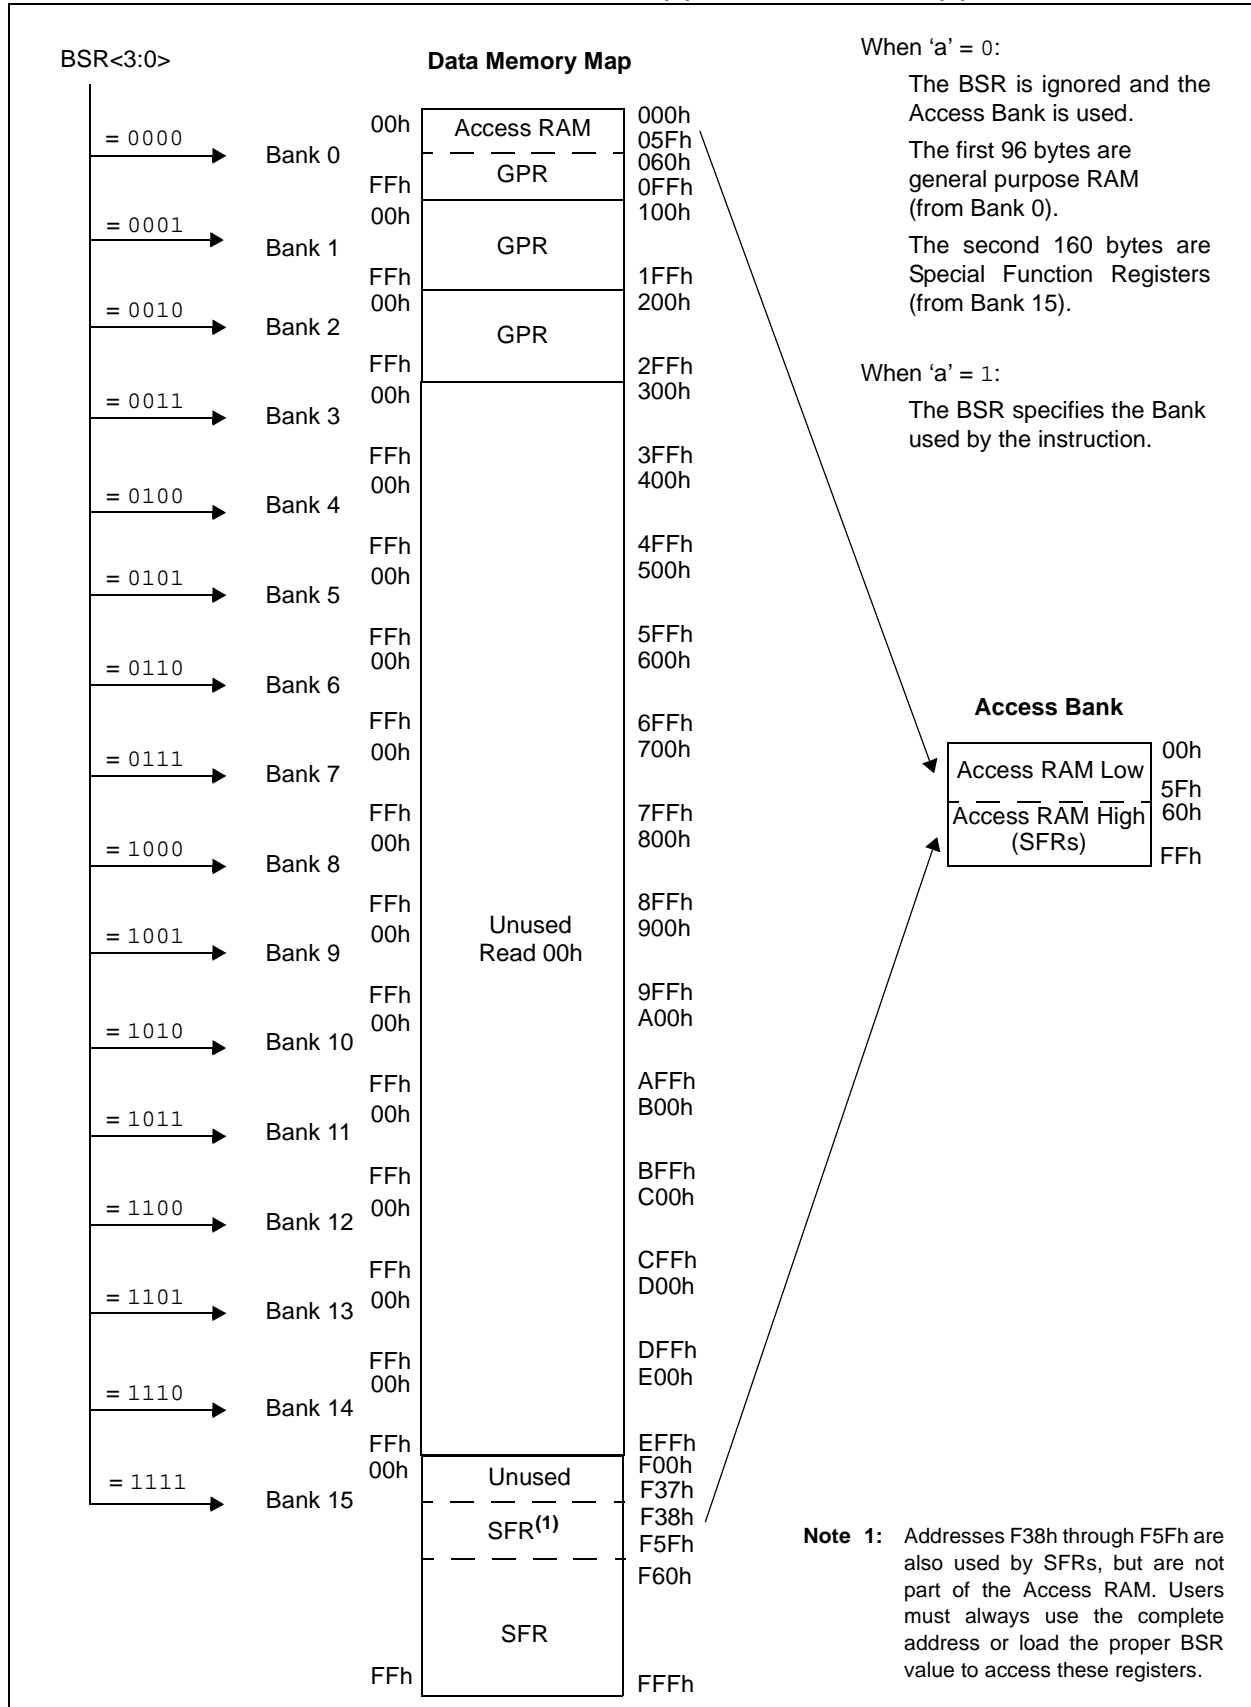 BSR<3:0>
Data Memory Map
When ‘a’ = 0:
The BSR is ignored and the
Access Bank is used.
The first 96 bytes are
general purpose RAM
(from Bank 0).
The second 160 bytes are
Special Function Registers
(from Bank 15).
When ‘a’ = 1:
The BSR specifies the Bank
used by the instruction.
= 0000
Bank 0
00h
Access RAM
000h
05Fh
060h
GPR
FFh
0FFh
= 0001
Bank 1
00h
100h
GPR
FFh
1FFh
= 0010
Bank 2
00h
200h
GPR
FFh
2FFh
= 0011
Bank 3
00h
300h
FFh
3FFh
= 0100
Bank 4
00h
400h
FFh
4FFh
= 0101
Bank 5
00h
500h
FFh
5FFh
= 0110
Bank 6
00h
600h
FFh
6FFh
= 0111
Bank 7
00h
700h
FFh
7FFh
= 1000
Bank 8
00h
800h
FFh
8FFh
= 1001
Bank 9
00h
Unused
Read 00h
900h
FFh
9FFh
= 1010
Bank 10
00h
A00h
FFh
AFFh
= 1011
Bank 11
00h
B00h
FFh
BFFh
= 1100
Bank 12
00h
C00h
FFh
CFFh
= 1101
Bank 13
00h
D00h
FFh
DFFh
= 1110
Bank 14
00h
E00h
FFh
EFFh
= 1111
Bank 15
00h
Unused
F00h
F37h
SFR(1)
F38h
F5Fh
F60h
SFR
FFh
FFFh
Access Bank
Access RAM Low
00h
5Fh
Access RAM High
(SFRs)
60h
FFh
Note 1: Addresses F38h through F5Fh are
also used by SFRs, but are not
part of the Access RAM. Users
must always use the complete
address or load the proper BSR
value to access these registers.